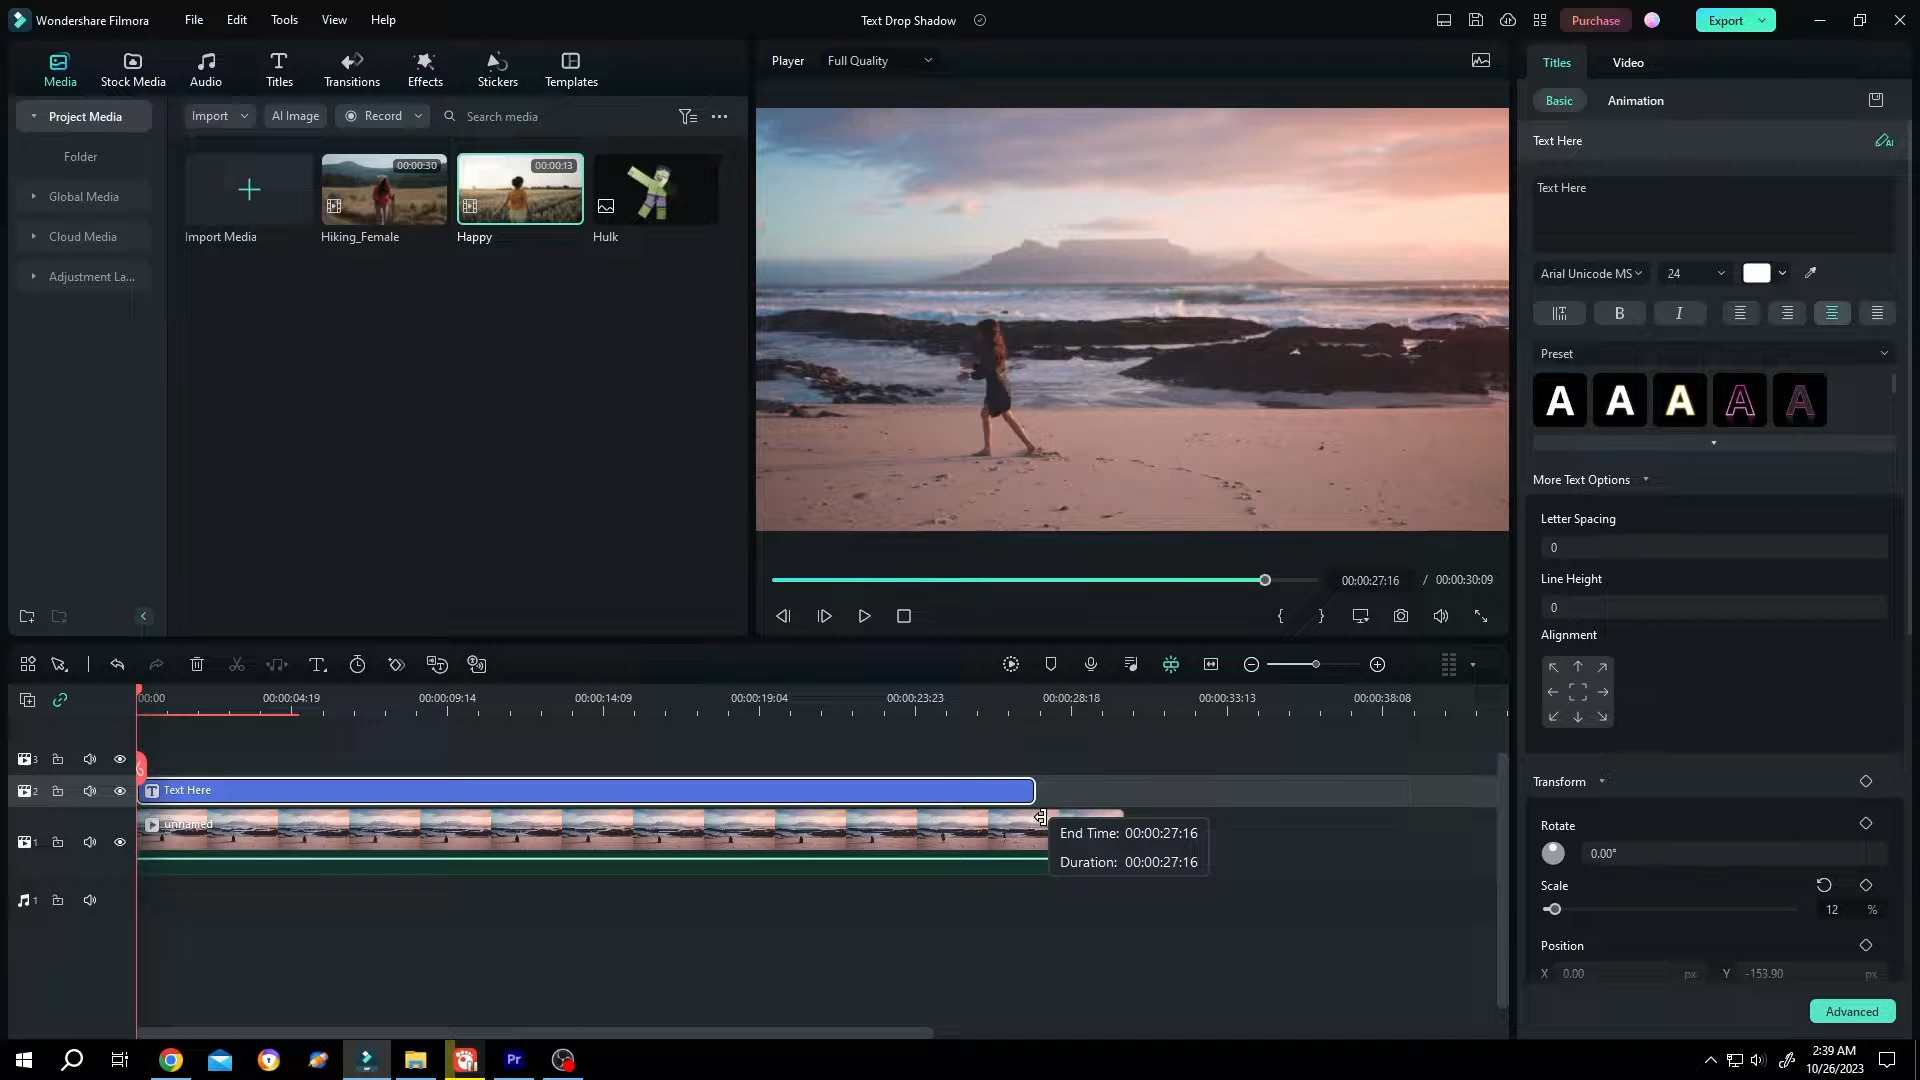 Wondershare Filmora
File
Edit
Tools
View
Help
Text Drop Shadow
Purchase
Export
Media
Stock Media
Audio
Titles
Transitions
Effects
Stickers
Templates
Player
Full Quality
Titles
Video
Project Media
Import
AI Image
Record
Search media
Basic
Animation
Folder
Global Media
Cloud Media
Adjustment La...
Import Media
00:00:30
Hiking_Female
00:00:13
Happy
Hulk
Text Here
AI
Text Here
Arial Unicode MS
24
B
I
Preset
A
A
A
A
A
More Text Options
Letter Spacing
0
Line Height
0
Alignment
00:00:27:16
/
00:00:30:09
00:00
00:00:04:19
00:00:09:14
00:00:14:09
00:00:19:04
00:00:23:23
00:00:28:18
00:00:33:13
00:00:38:08
3
2
T Text Here
1
unnamed
End Time: 00:00:27:16
Duration: 00:00:27:16
1
Transform
Rotate
0.00°
Scale
12
%
Position
X
0.00
px
Y
-153.90
px
Advanced
Pr
2:39 AM
10/26/2023